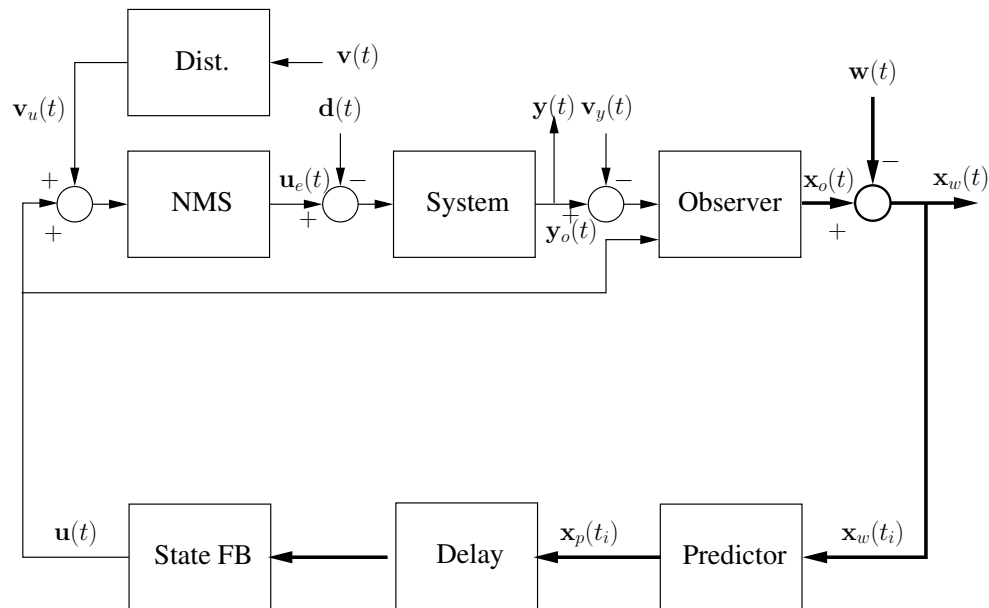 Dist.
v(t)
w(t)
v_u(t)
d(t)
y(t)
v_y(t)
+
NMS
u_e(t)
−
System
−
Observer
x_o(t)
−
x_w(t)
+
+
+
y_o(t)
+
u(t)
State FB
Delay
x_p(t_i)
Predictor
x_w(t_i)